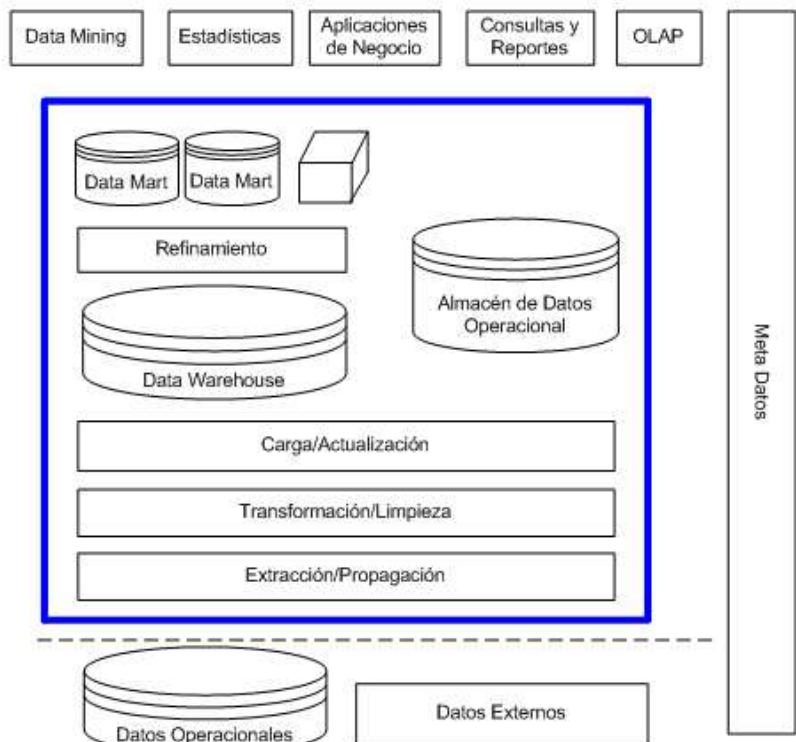 Data Mining
Estadísticas
Aplicaciones
de Negocio
Consultas y
Reportes
OLAP
Data Mart
Data Mart
Refinamiento
Almacén de Datos
Operacional
Data Warehouse
Carga/Actualización
Transformación/Limpieza
Extracción/Propagación
Meta Datos
Datos Operacionales
Datos Externos